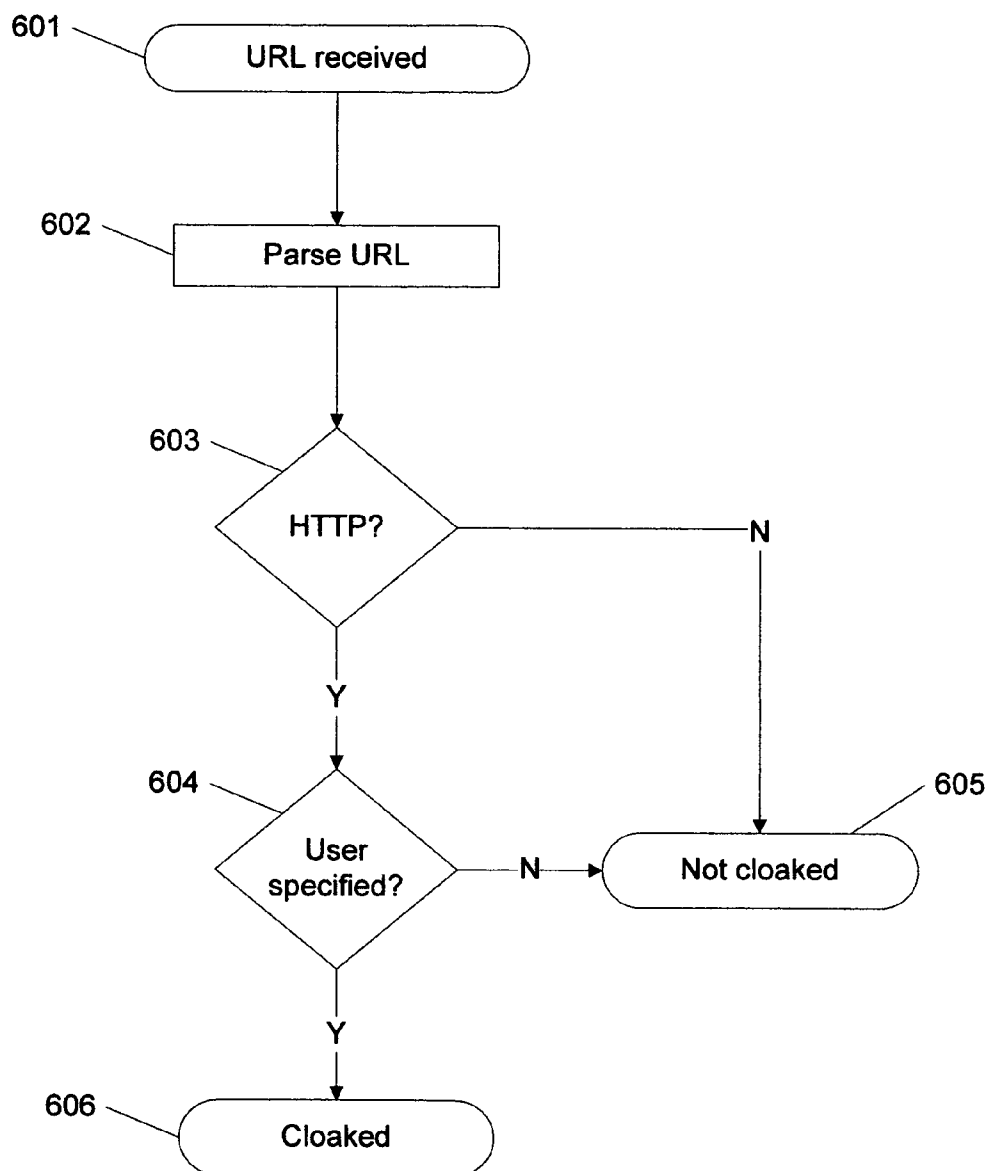 601
URL received
602
Parse URL
603
HTTP?
N
Y
604
User
specified?
N
605
Not cloaked
Y
606
Cloaked